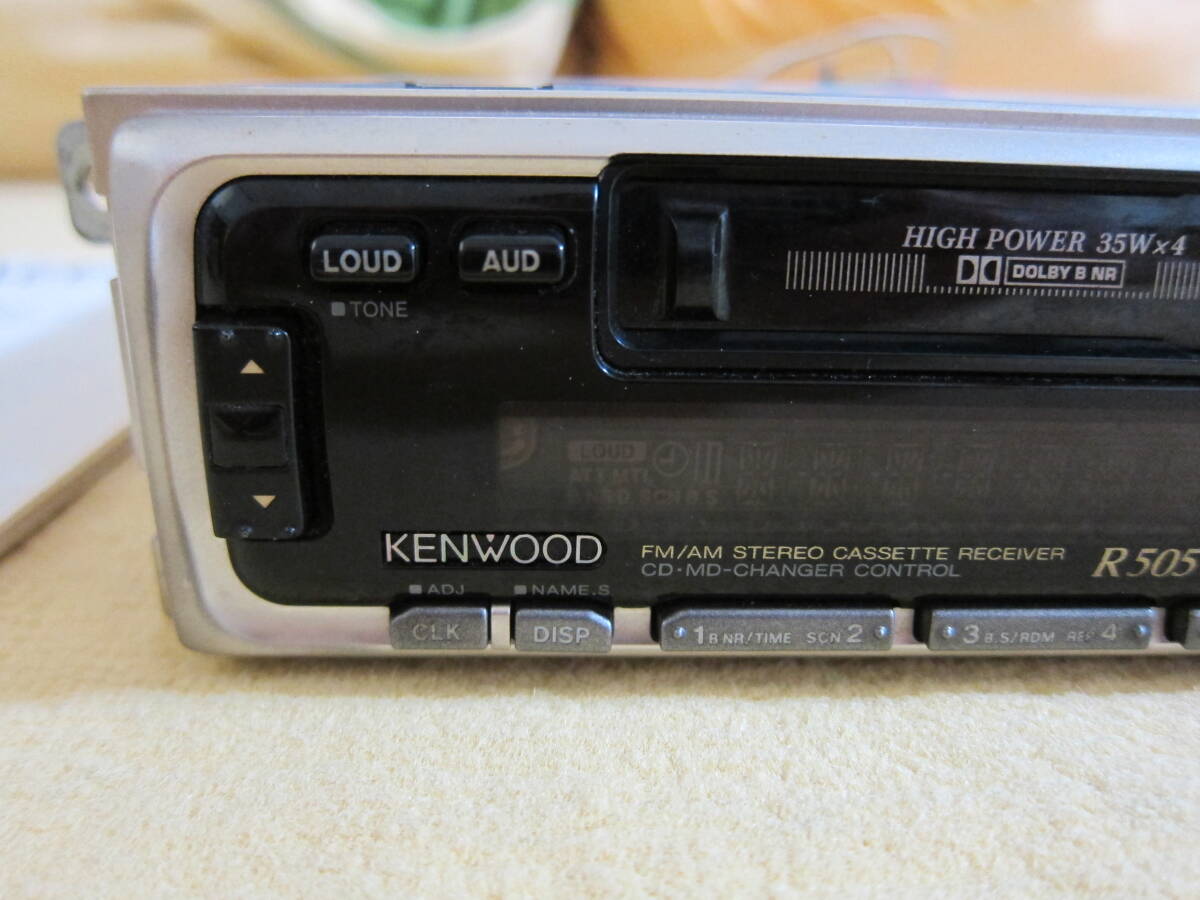 LOUD
AUD
■ TONE
HIGH POWER 35W×4
DOLBY B NR
LOUD
KENWOOD
FM/AM STEREO CASSETTE RECEIVER
CD·MD-CHANGER CONTROL
R505
■ ADJ
■ NAME.S
CLK
DISP
1 B NR/TIME SCN 2
3 B.S/RDM REP 4